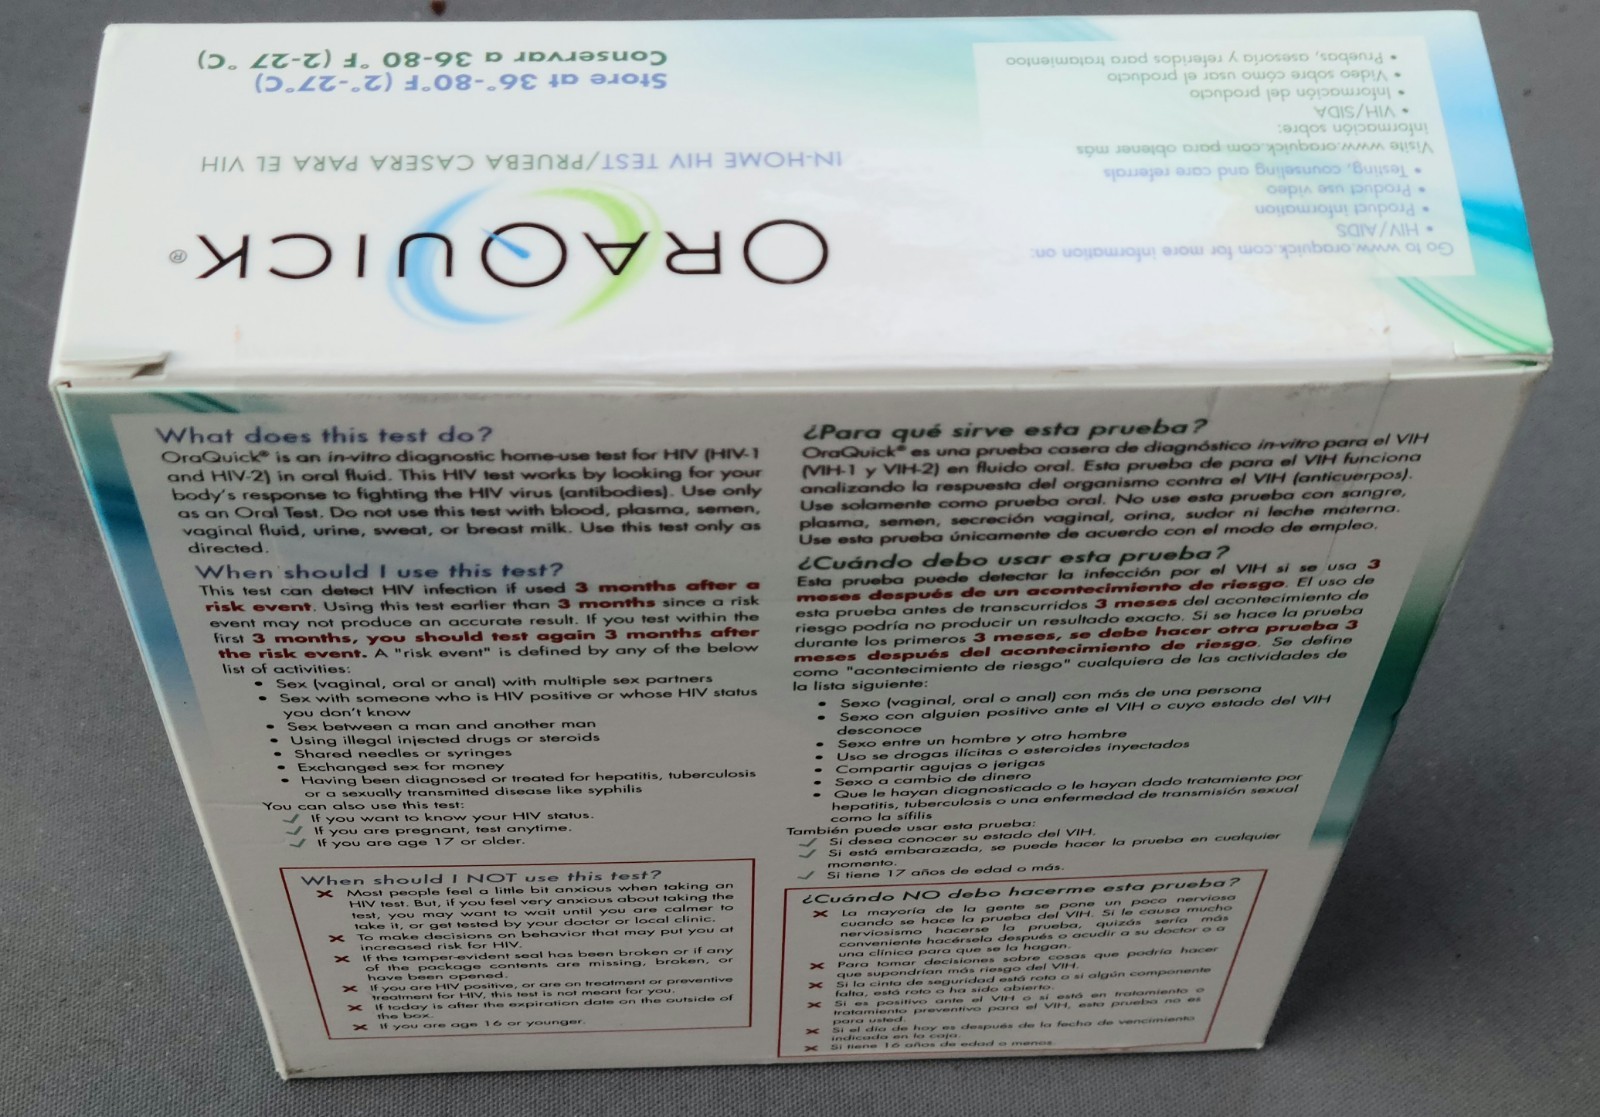 Store at 36°-80°F (2°-27°C)
Conservar a 36-80 °F (2-27 °C)
ORAQUICK®
IN-HOME HIV TEST/PRUEBA CASERA PARA EL VIH
Go to www.oraquick.com for more information on:
• HIV/AIDS
• Product information
• Product use video
• Testing, counseling and care referrals
Visite www.oraquick.com para obtener más
información sobre:
• VIH/SIDA
• Información del producto
• Video sobre cómo usar el producto
• Pruebas, asesoría y referidos para tratamientos
What does this test do?
OraQuick® is an in-vitro diagnostic home-use test for HIV (HIV-1
and HIV-2) in oral fluid. This HIV test works by looking for your
body's response to fighting the HIV virus (antibodies). Use only
as an Oral Test. Do not use this test with blood, plasma, semen,
vaginal fluid, urine, sweat, or breast milk. Use this test only as
directed.
When should I use this test?
This test can detect HIV infection if used 3 months after a
risk event. Using this test earlier than 3 months since a risk
event may not produce an accurate result. If you test within the
first 3 months, you should test again 3 months after
the risk event. A "risk event" is defined by any of the below
list of activities:
• Sex (vaginal, oral or anal) with multiple sex partners
• Sex with someone who is HIV positive or whose HIV status
you don't know
• Sex between a man and another man
• Using illegal injected drugs or steroids
• Shared needles or syringes
• Exchanged sex for money
• Having been diagnosed or treated for hepatitis, tuberculosis
or a sexually transmitted disease like syphilis
You can also use this test:
✓ If you want to know your HIV status.
✓ If you are pregnant, test anytime.
✓ If you are age 17 or older.
When should I NOT use this test?
✗ Most people feel a little bit anxious when taking an
HIV test. But, if you feel very anxious about taking the
test, you may want to wait until you are calmer to
take it, or get tested by your doctor or local clinic.
✗ To make decisions on behavior that may put you at
increased risk for HIV.
✗ If the tamper-evident seal has been broken or if any
of the package contents are missing, broken, or
have been opened.
✗ If you are HIV positive, or are on treatment or preventive
treatment for HIV, this test is not meant for you.
✗ If today is after the expiration date on the outside of
the box.
✗ If you are age 16 or younger.
¿Para qué sirve esta prueba?
OraQuick® es una prueba casera de diagnóstico in-vitro para el VIH
(VIH-1 y VIH-2) en fluido oral. Esta prueba de para el VIH funciona
analizando la respuesta del organismo contra el VIH (anticuerpos).
Use solamente como prueba oral. No use esta prueba con sangre,
plasma, semen, secreción vaginal, orina, sudor ni leche materna.
Use esta prueba únicamente de acuerdo con el modo de empleo.
¿Cuándo debo usar esta prueba?
Esta prueba puede detectar la infección por el VIH si se usa 3
meses después de un acontecimiento de riesgo. El uso de
esta prueba antes de transcurridos 3 meses del acontecimiento de
riesgo podría no producir un resultado exacto. Si se hace la prueba
durante los primeros 3 meses, se debe hacer otra prueba 3
meses después del acontecimiento de riesgo. Se define
como "acontecimiento de riesgo" cualquiera de las actividades de
la lista siguiente:
• Sexo (vaginal, oral o anal) con más de una persona
• Sexo con alguien positivo ante el VIH o cuyo estado del VIH
desconoce
• Sexo entre un hombre y otro hombre
• Uso se drogas ilícitas o esteroides inyectados
• Compartir agujas o jerigas
• Sexo a cambio de dinero
• Que le hayan diagnosticado o le hayan dado tratamiento por
hepatitis, tuberculosis o una enfermedad de transmisión sexual
como la sífilis
También puede usar esta prueba:
✓ Si desea conocer su estado del VIH.
✓ Si está embarazada, se puede hacer la prueba en cualquier
momento.
✓ Si tiene 17 años de edad o más.
¿Cuándo NO debo hacerme esta prueba?
✗ La mayoría de la gente se pone un poco nerviosa
cuando se hace la prueba del VIH. Si le causa mucho
nerviosismo hacerse la prueba, quizás sería más
conveniente hacérsela después o acudir a su doctor o a
una clínica para que se la hagan.
✗ Para tomar decisiones sobre cosas que podría hacer
que supondrían más riesgo del VIH.
✗ Si la cinta de seguridad está rota o si algún componente
falta, está roto o ha sido abierto.
✗ Si es positivo ante el VIH o si está en tratamiento o
tratamiento preventivo para el VIH, esta prueba no es
para usted.
✗ Si el día de hoy es después de la fecha de vencimiento
indicada en la caja.
✗ Si tiene 16 años de edad o menos.